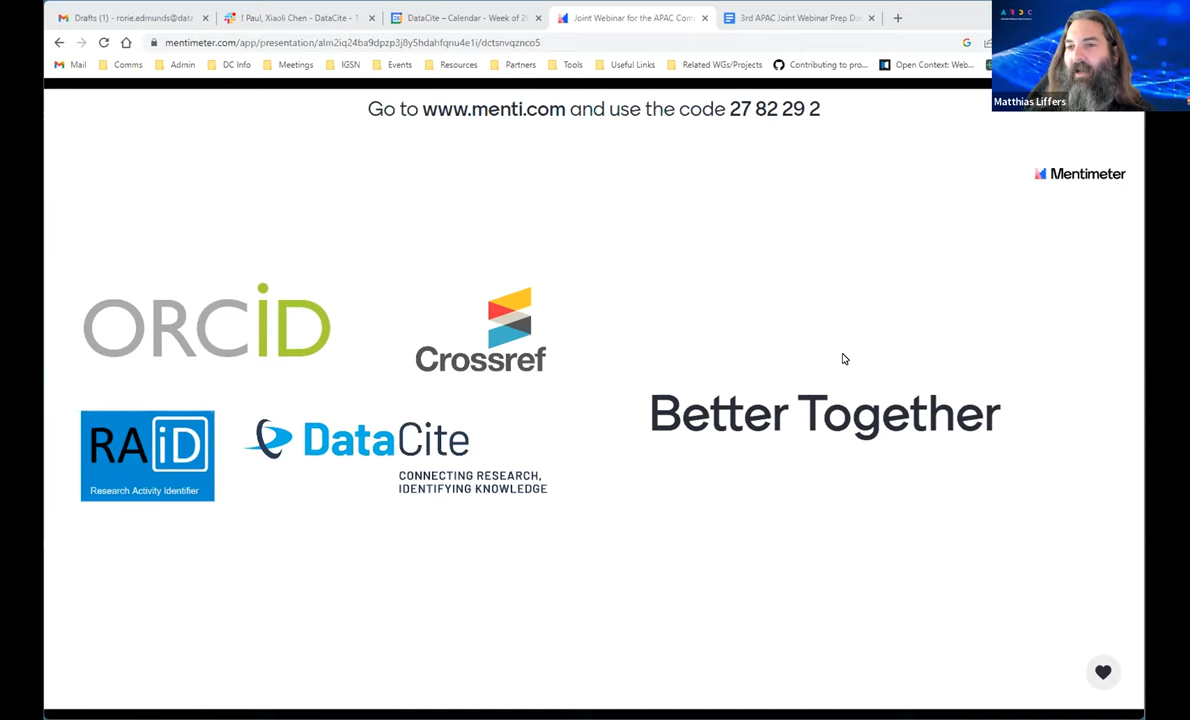 Drafts (1) - rorie.edmunds@data
! Paul, Xiaoli Chen - DataCite - 1
DataCite – Calendar - Week of 2
Joint Webinar for the APAC Com
3rd APAC Joint Webinar Prep Do
mentimeter.com/app/presentation/alm2iq24ba9dpzp3j8y5hdahfqnu4e1i/dctsnvqznco5
Mail
Comms
Admin
DC Info
Meetings
IGSN
Events
Resources
Partners
Tools
Useful Links
Related WGs/Projects
Contributing to pro...
Open Context: Web...
A R D C
Matthias Liffers
Go to www.menti.com and use the code 27 82 29 2
Mentimeter
ORCiD
Crossref
Better Together
RAiD
Research Activity Identifier
DataCite
CONNECTING RESEARCH,
IDENTIFYING KNOWLEDGE